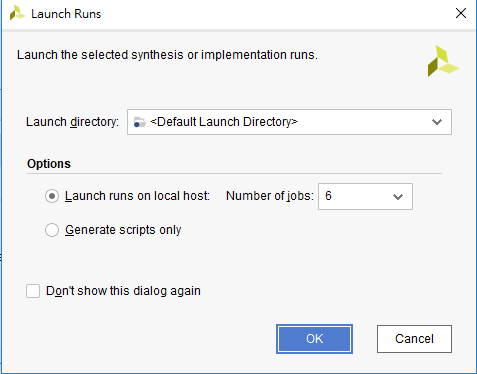 Launch Runs
Launch the selected synthesis or implementation runs.
Launch directory: <Default Launch Directory>
Options
Launch runs on local host: Number of jobs: 6
Generate scripts only
Don't show this dialog again
OK Cancel